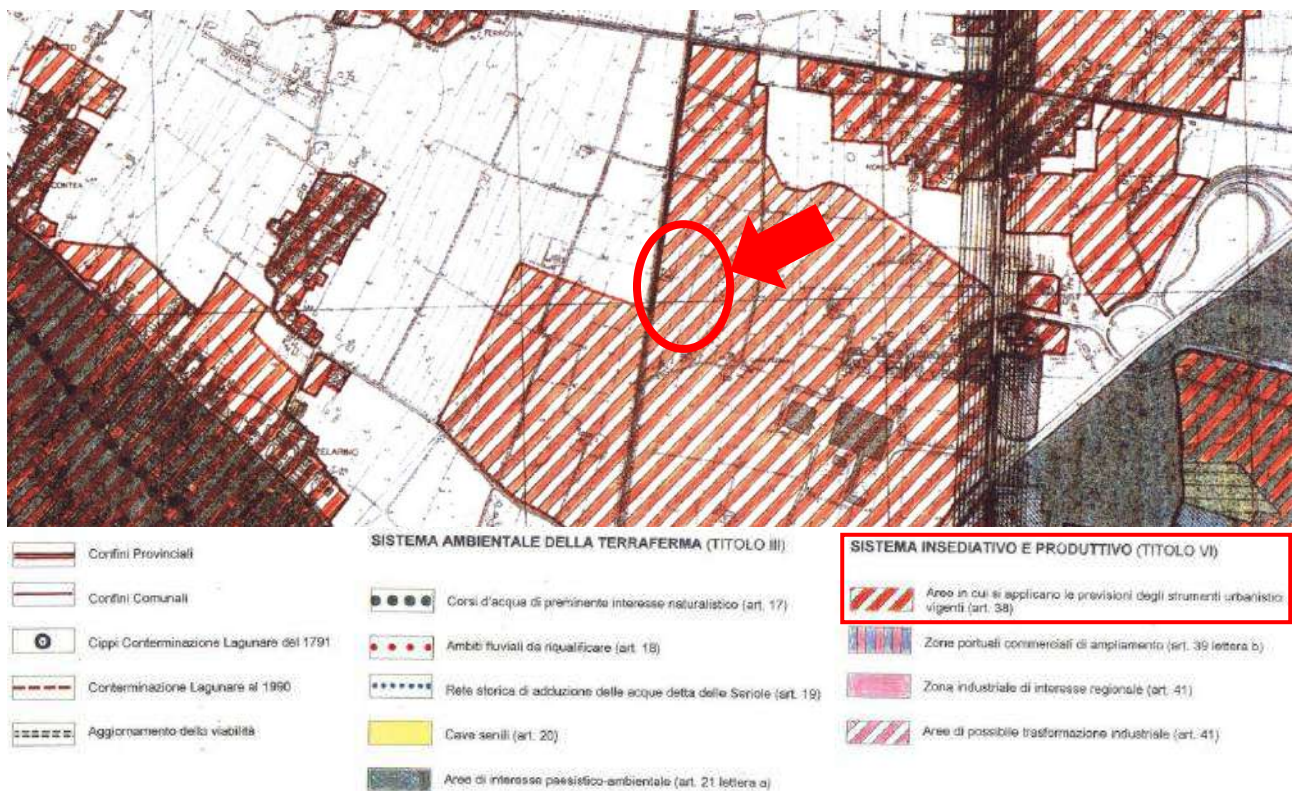 FERROVIA
CONTEA
ZELARINO
Confini Provinciali
Confini Comunali
Cippi Conterminazione Lagunare del 1791
Conterminazione Lagunare al 1990
Aggiornamento della viabilità
SISTEMA AMBIENTALE DELLA TERRAFERMA (TITOLO III)
Corsi d'acqua di preminente interesse naturalistico (art. 17)
Ambiti fluviali da riqualificare (art. 18)
Rete storica di adduzione delle acque detta delle Seriole (art. 19)
Cave senili (art. 20)
Aree di interesse paesistico-ambientale (art. 21 lettera a)
SISTEMA INSEDIATIVO E PRODUTTIVO (TITOLO VI)
Aree in cui si applicano le previsioni degli strumenti urbanistici
vigenti (art. 38)
Zone portuali commerciali di ampliamento (art. 39 lettera b)
Zona industriale di interesse regionale (art. 41)
Aree di possibile trasformazione industriale (art. 41)